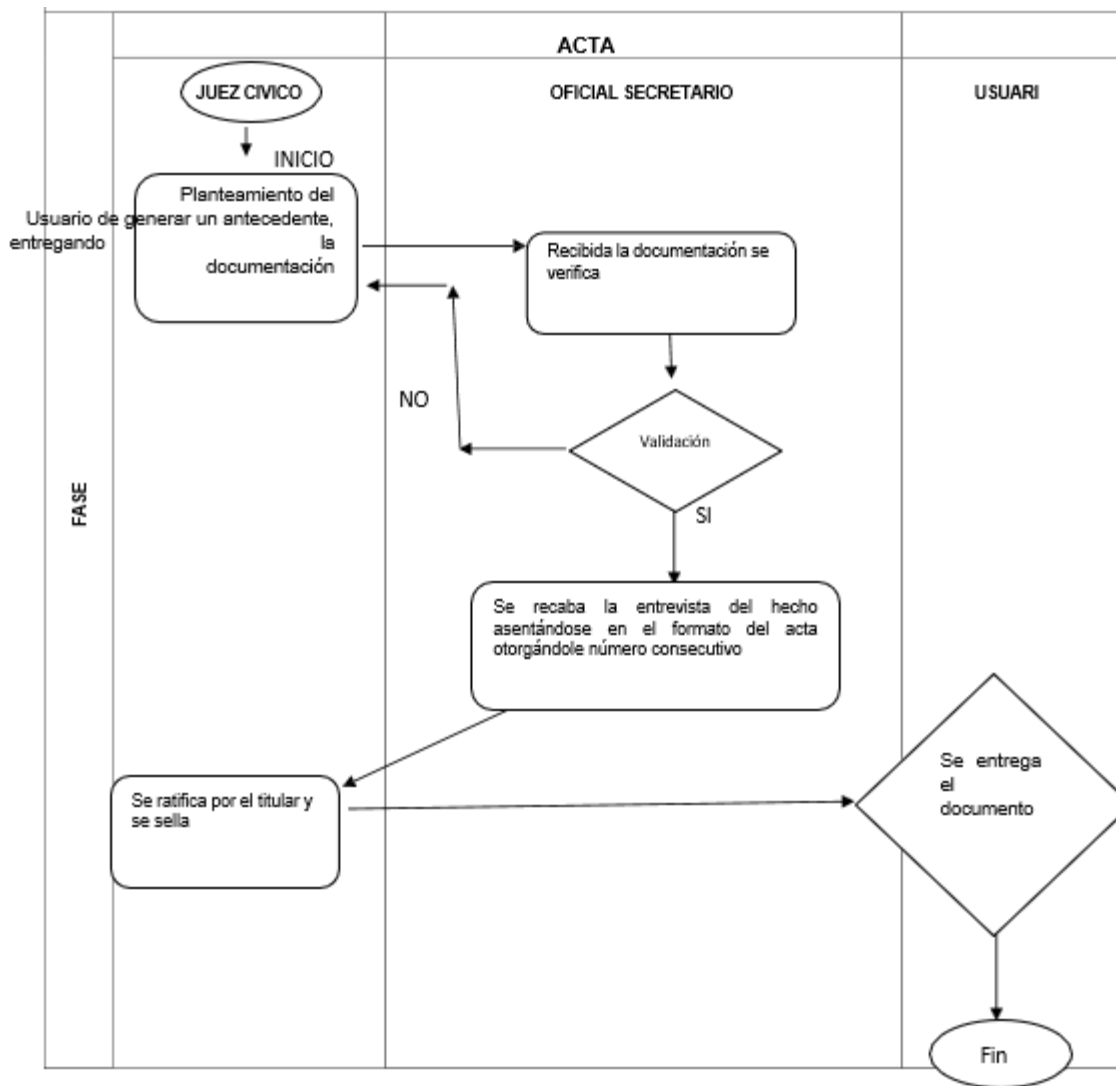 ACTA
JUEZ CIVICO
OFICIAL SECRETARIO
USUARI
INICIO
Planteamiento del
Usuario de generar un antecedente,
entregando la
documentación
Recibida la documentación se
verifica
NO
Validación
SI
FASE
Se recaba la entrevista del hecho
asentándose en el formato del acta
otorgándole número consecutivo
Se ratifica por el titular y
se sella
Se entrega
el
documento
Fin